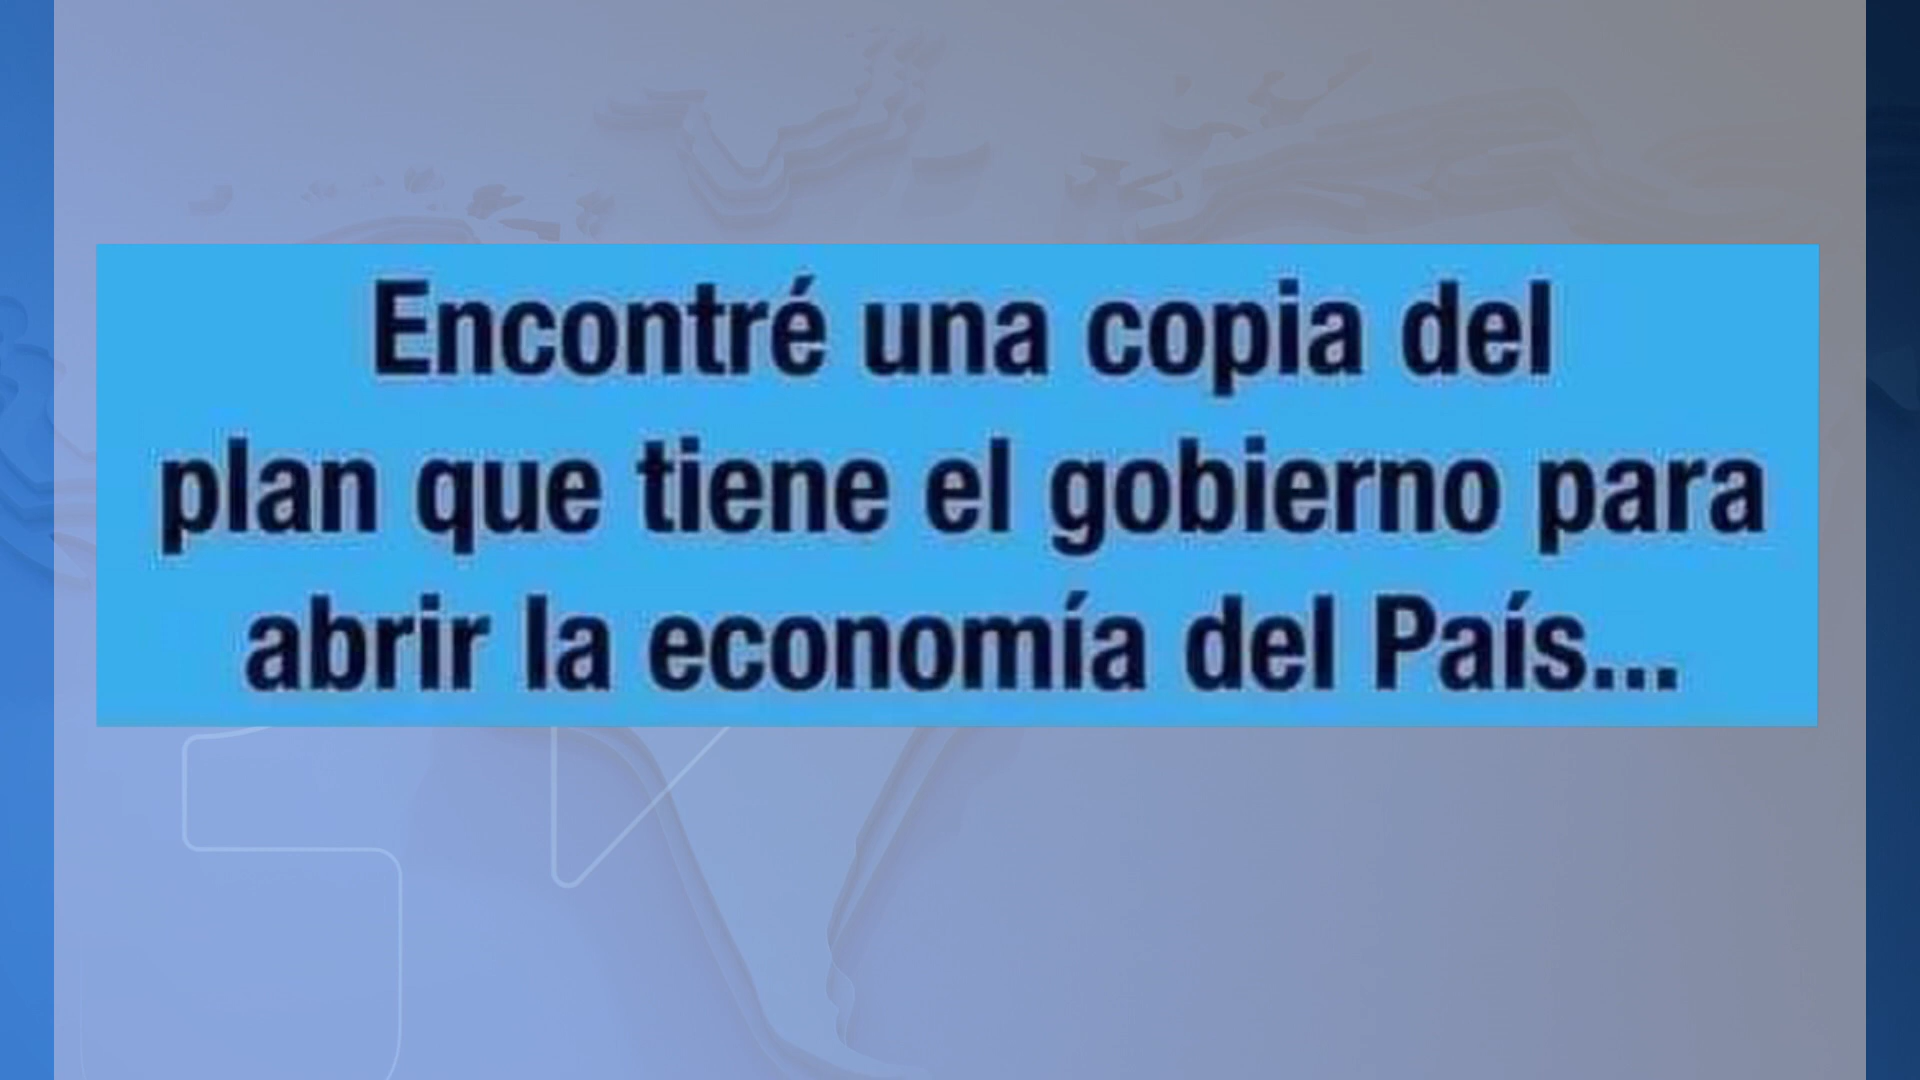 Encontré una copia del
plan que tiene el gobierno para
abrir la economía del País...